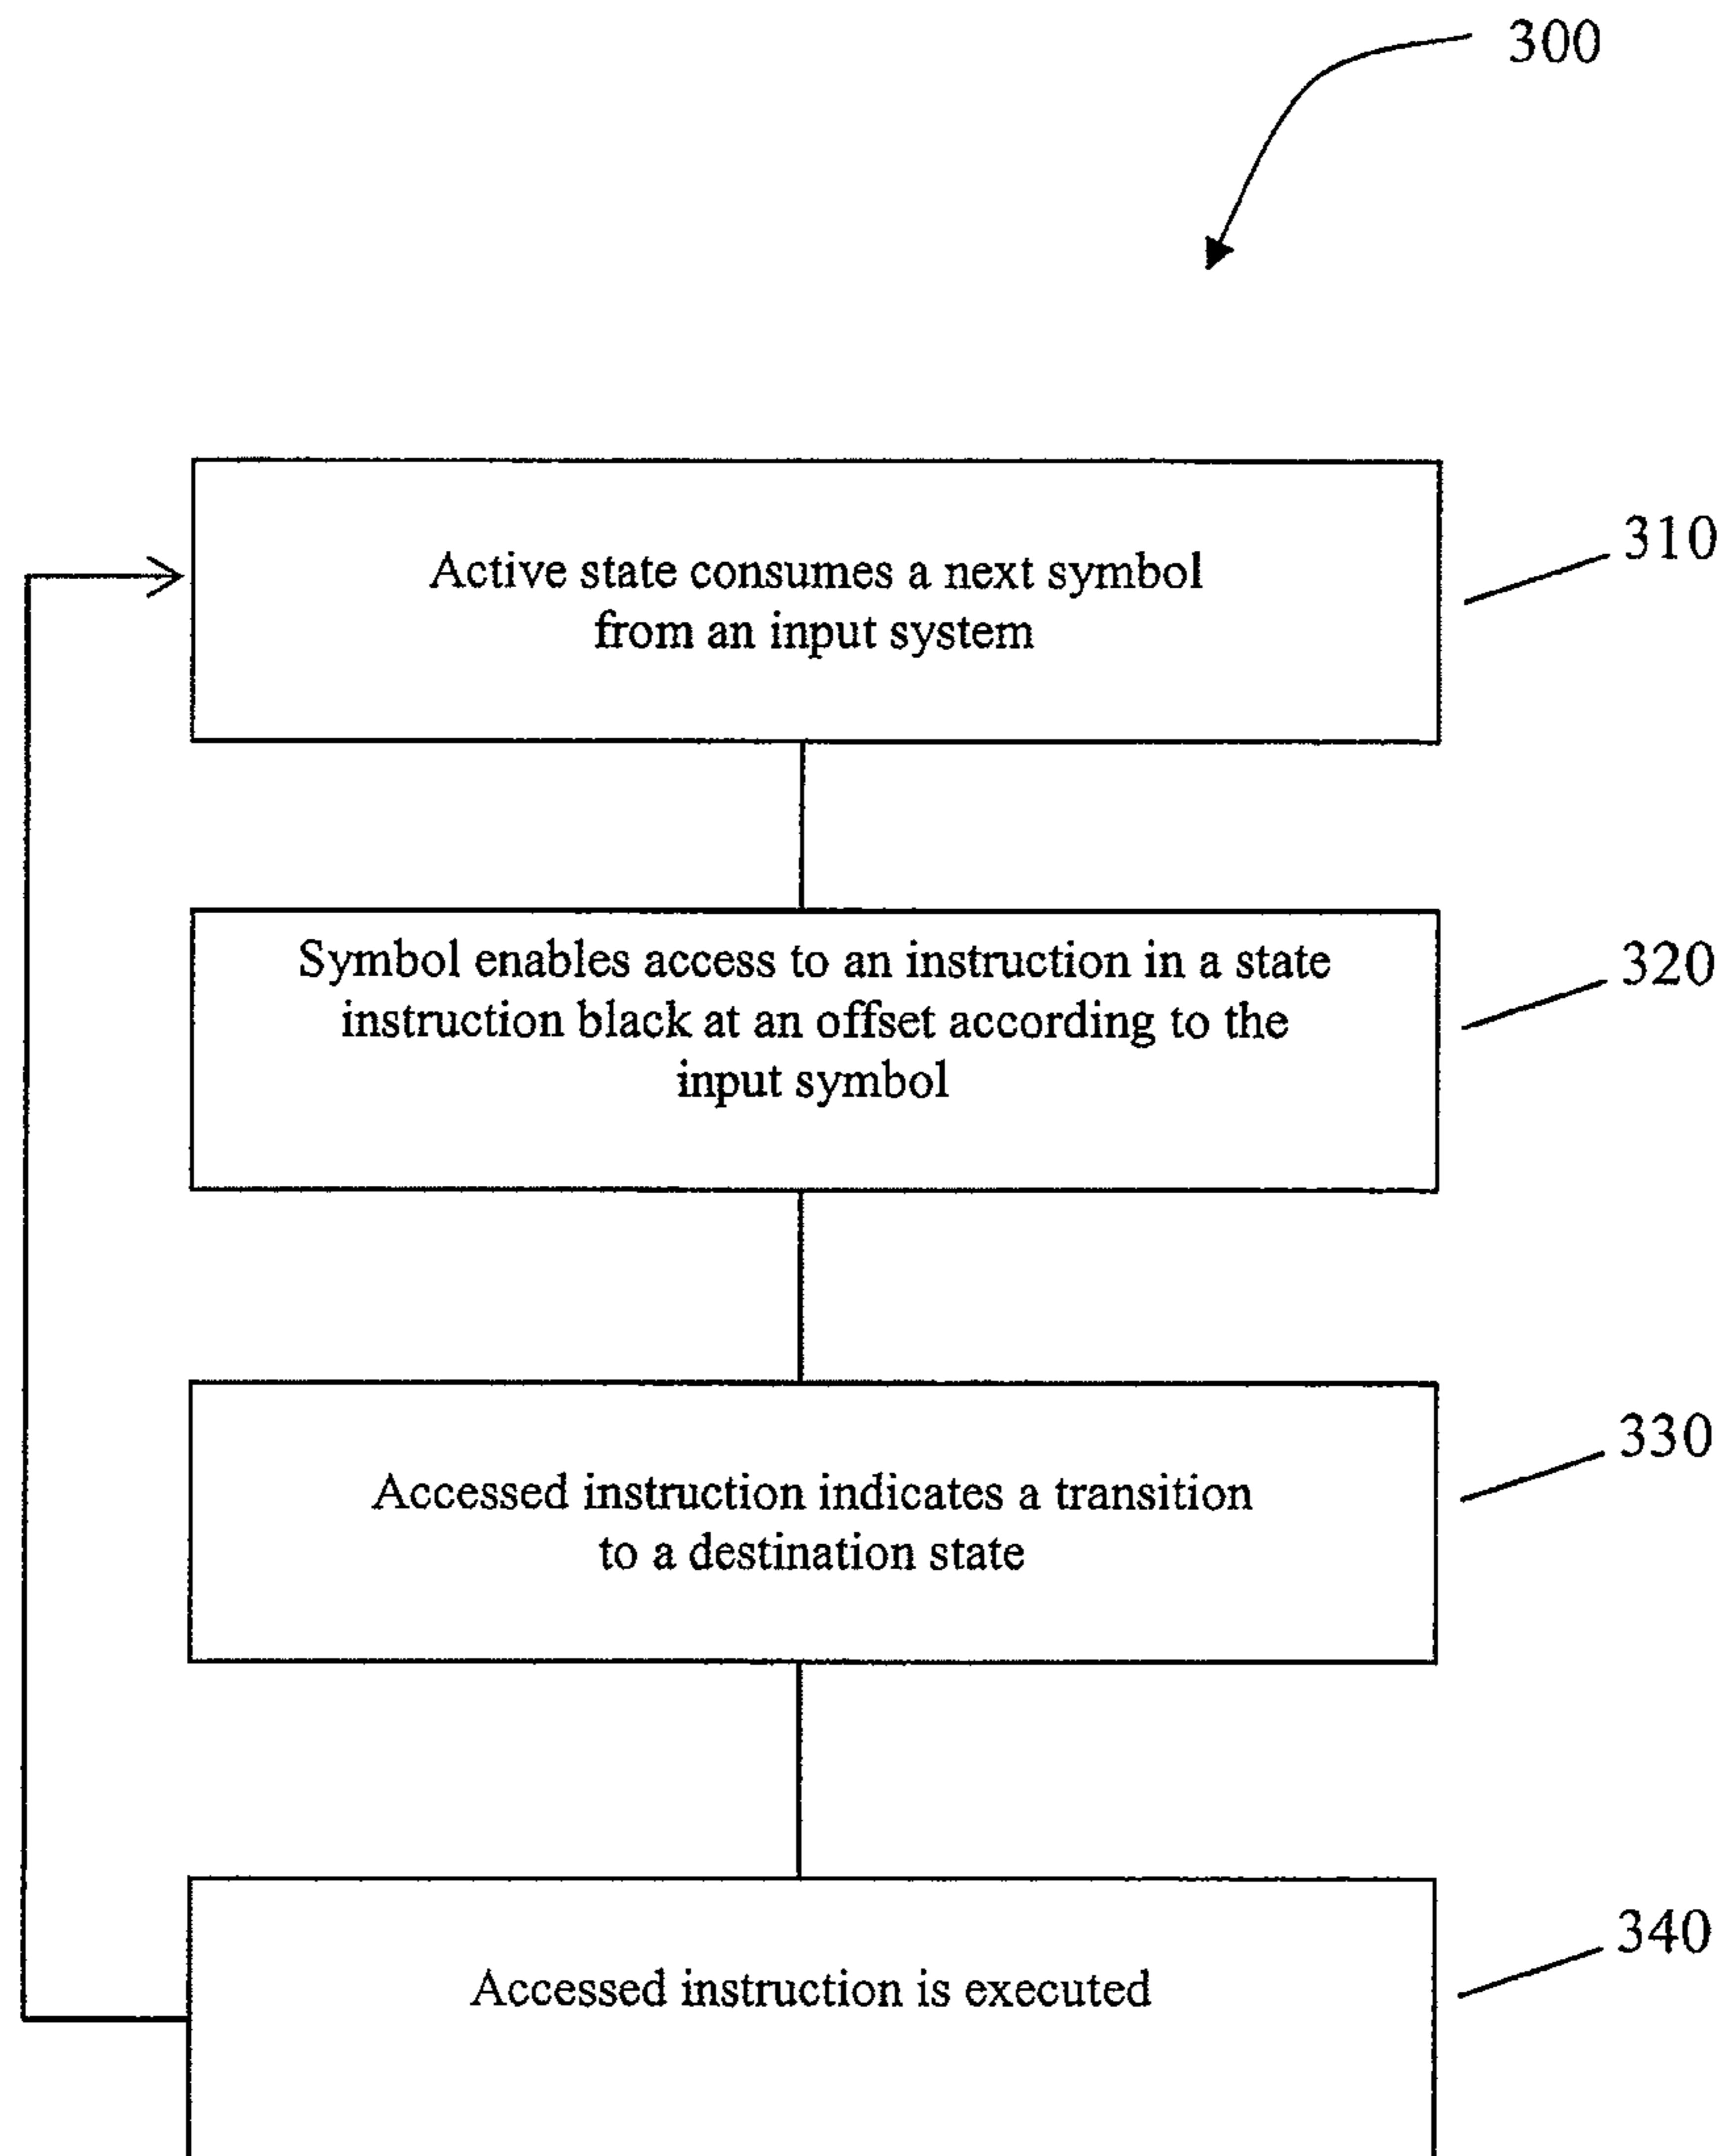 300
Active state consumes a next symbol
from an input system
310
Symbol enables access to an instruction in a state
instruction black at an offset according to the
input symbol
320
Accessed instruction indicates a transition
to a destination state
330
Accessed instruction is executed
340